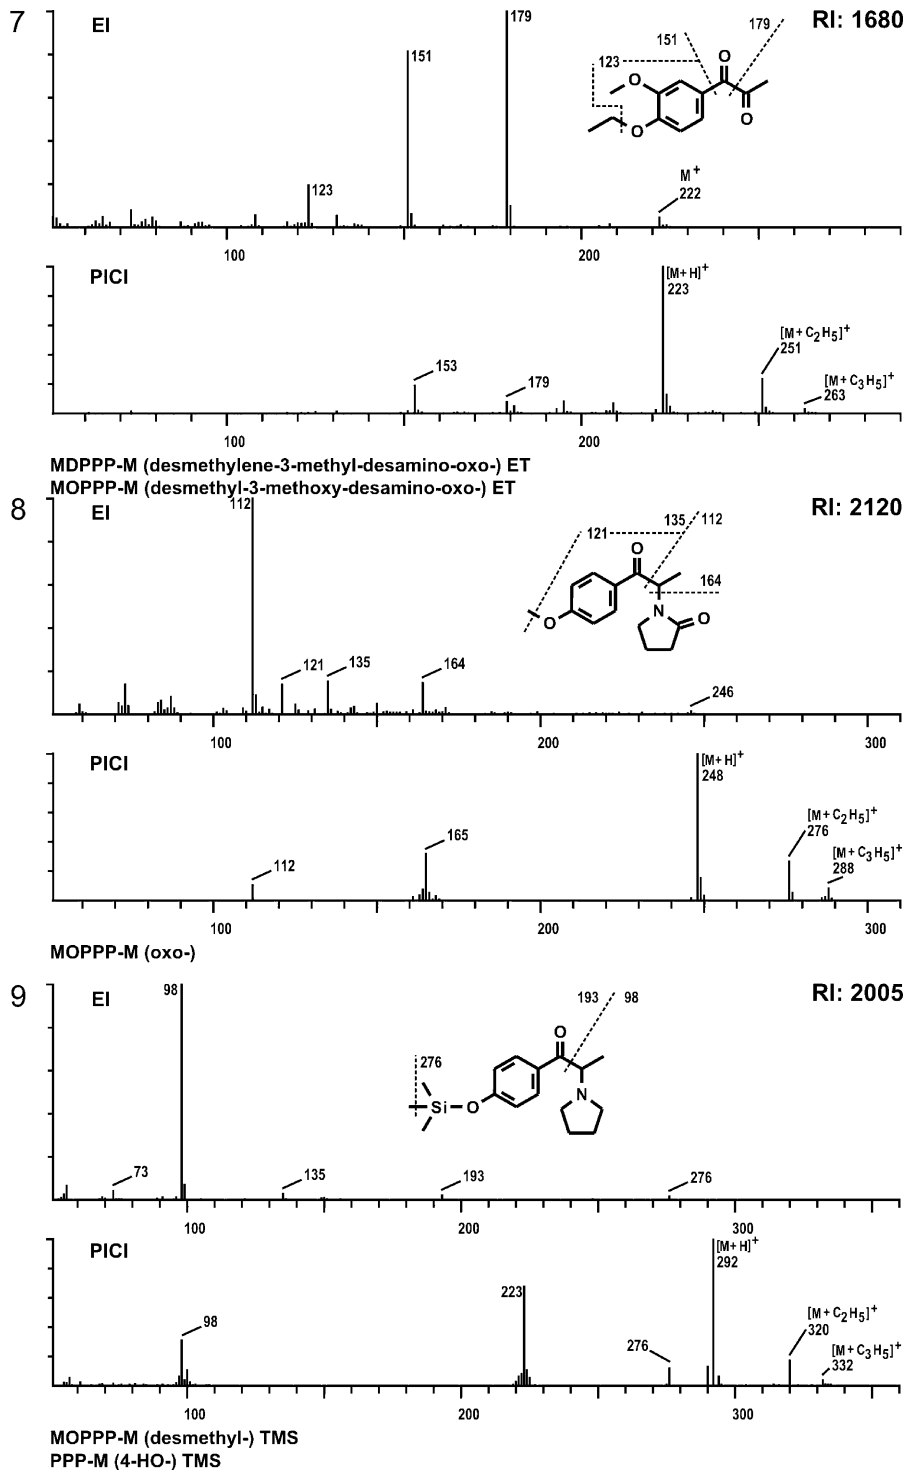 7
EI
RI: 1680
179
151
123
151
179
123
O
O
O
O
M+
222
100
200
PICI
[M+H]+
223
[M+C2H5]+
251
[M+C3H5]+
263
153
179
100
200
MDPPP-M (desmethylene-3-methyl-desamino-oxo-) ET
MOPPP-M (desmethyl-3-methoxy-desamino-oxo-) ET
8
EI
RI: 2120
112
121
135
112
164
O
O
N
O
121
135
164
246
100
200
300
PICI
[M+H]+
248
[M+C2H5]+
276
[M+C3H5]+
288
112
165
100
200
300
MOPPP-M (oxo-)
9
EI
RI: 2005
98
193
98
276
O
Si
O
N
73
135
193
276
100
200
300
PICI
[M+H]+
292
223
98
276
[M+C2H5]+
320
[M+C3H5]+
332
100
200
300
MOPPP-M (desmethyl-) TMS
PPP-M (4-HO-) TMS